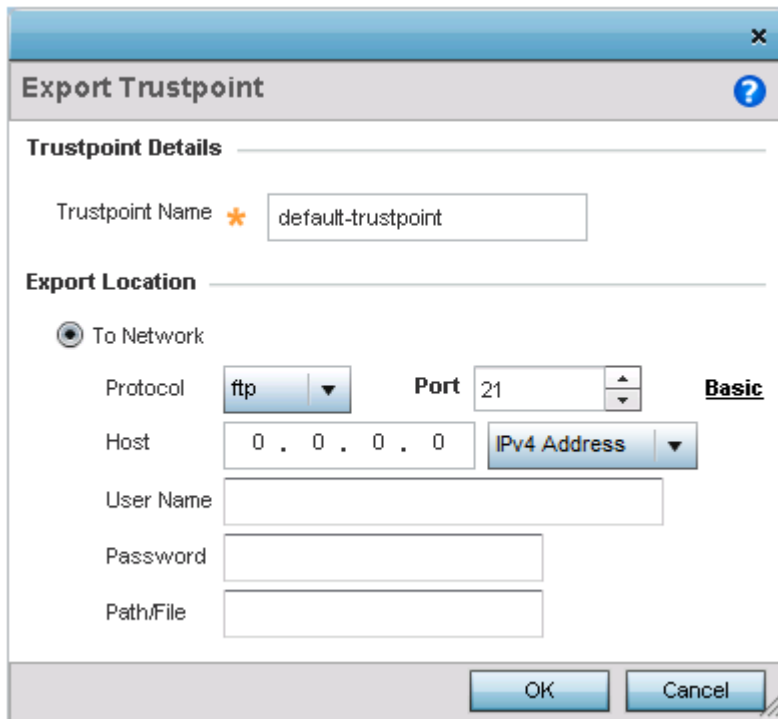 Export Trustpoint
Trustpoint Details
Trustpoint Name * default-trustpoint
Export Location
To Network
Protocol ftp Port 21 Basic
Host 0 . 0 . 0 . 0 IPv4 Address
User Name
Password
Path/File
OK Cancel